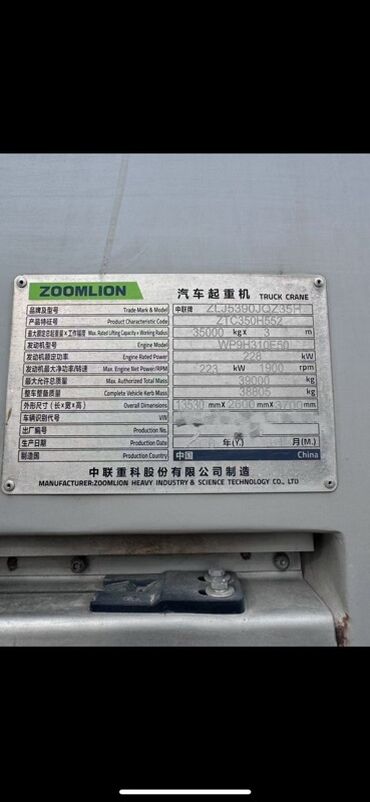 ZOOMLION 汽车起重机 TRUCK CRANE
品牌及型号 Trade Mark & Model 中联牌 ZLJ5390JQZ35H
产品特征号 Product Characteristic Code ZTC350H552
最大额定总起重量×工作幅度 Max. Rated Lifting Capacity × Working Radius 35000 kg x 3 m
发动机型号 Engine Model WP9H310E50
发动机额定功率 Engine Rated Power 228 kW
发动机最大净功率/转速 Max. Engine Net Power/RPM 223 kW 1900 rpm
最大允许总质量 Max. Authorized Total Mass 39000 kg
整车整备质量 Complete Vehicle Kerb Mass 38805 kg
外形尺寸（长×宽×高） Overall Dimensions 13530 mmX 2600 mmX 3700 mm
车辆识别代号 VIN
出厂编号 Production No.
生产日期 Production Date 年(Y.) 月(M.)
制造国 Production Country 中国 China
中联重科股份有限公司制造
MANUFACTURER:ZOOMLION HEAVY INDUSTRY & SCIENCE TECHNOLOGY CO., LTD